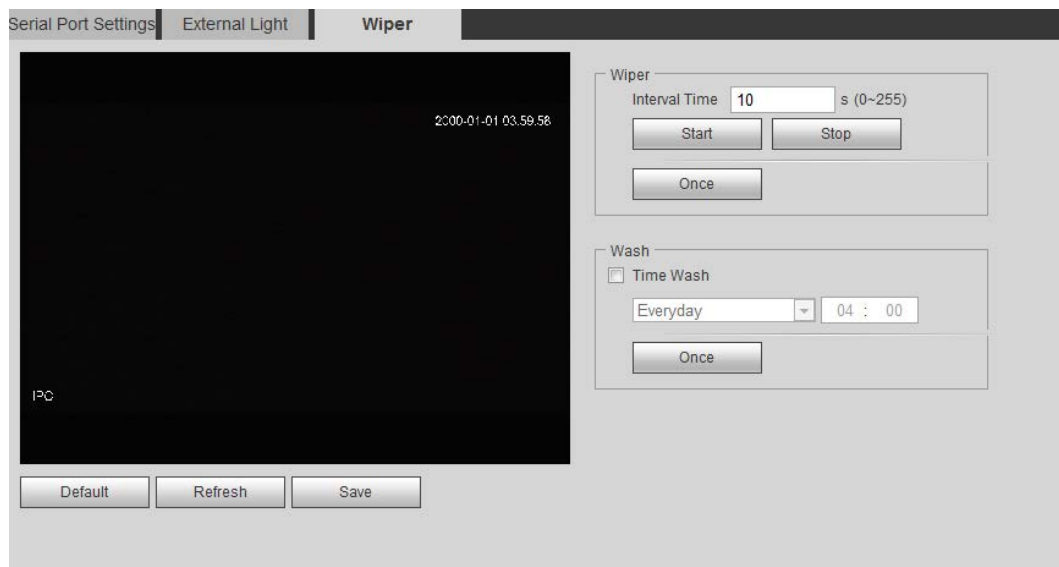 Serial Port Settings External Light Wiper
2000-01-01 03:59:58
IPC
Default Refresh Save
Wiper
Interval Time 10 s (0~255)
Start Stop
Once
Wash
Time Wash
Everyday 04 : 00
Once